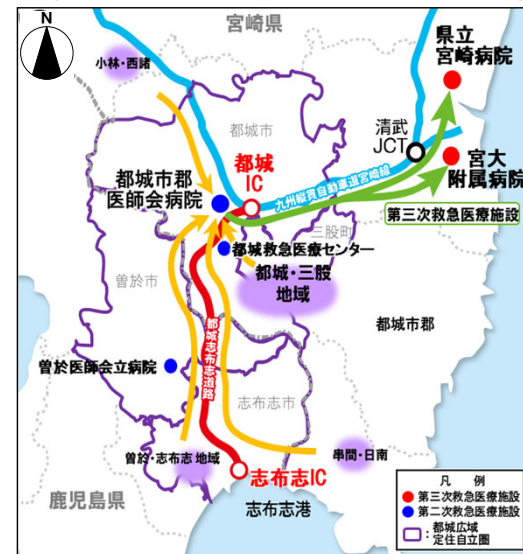 N
宮崎県
県立
宮崎病院
小林・西諸
都城市
清武
JCT
都城
IC
九州縦貫自動車道宮崎線
宮大
附属病院
都城市郡
医師会病院
第三次救急医療施設
三股町
都城救急医療センター
都城・三股
地域
曽於市
都城市郡
都城志布志道路
曽於医師会立病院
志布志市
曽於・志布志 地域
串間・日南
志布志IC
鹿児島県
志布志港
凡 例
第三次救急医療施設
第二次救急医療施設
：都城広域
定住自立圏